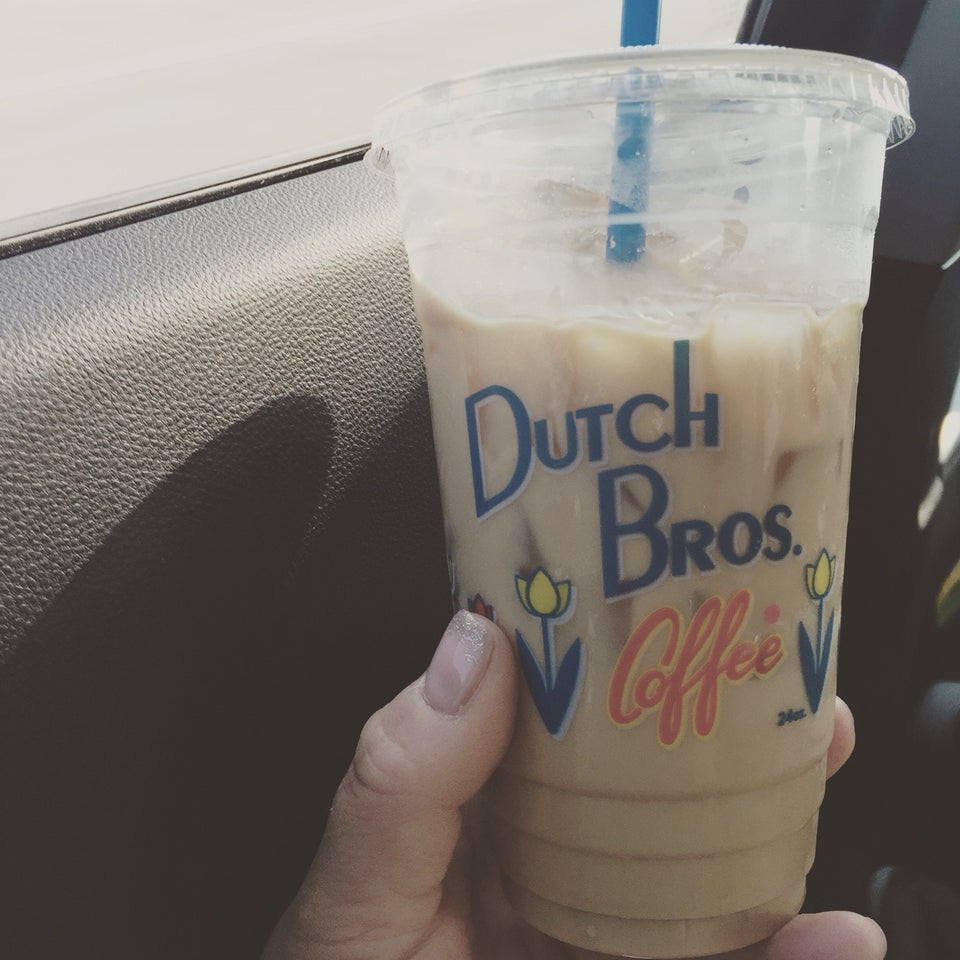 Dutch
Bros.
Coffee
24oz.